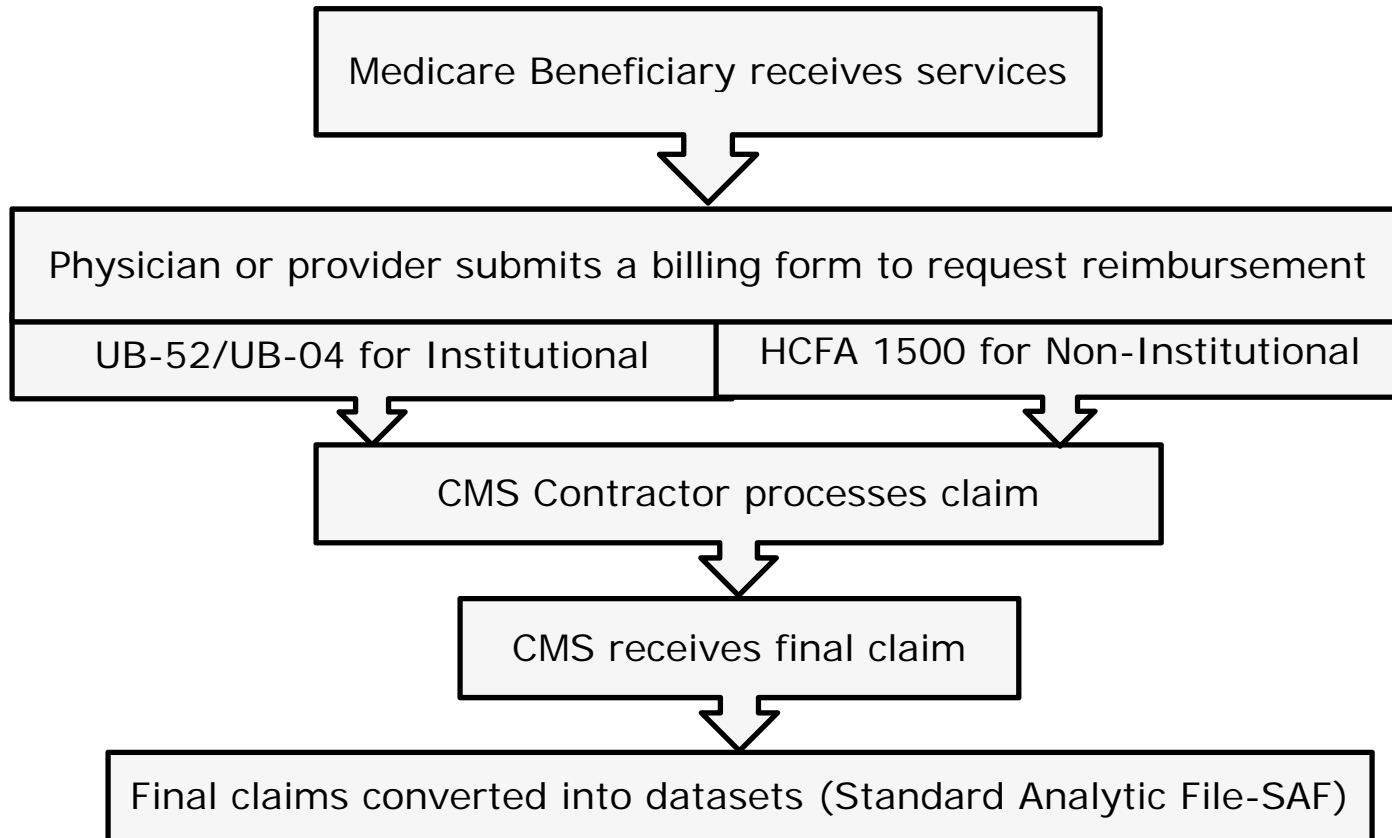 Medicare Beneficiary receives services
Physician or provider submits a billing form to request reimbursement
UB-52/UB-04 for Institutional
HCFA 1500 for Non-Institutional
CMS Contractor processes claim
CMS receives final claim
Final claims converted into datasets (Standard Analytic File-SAF)